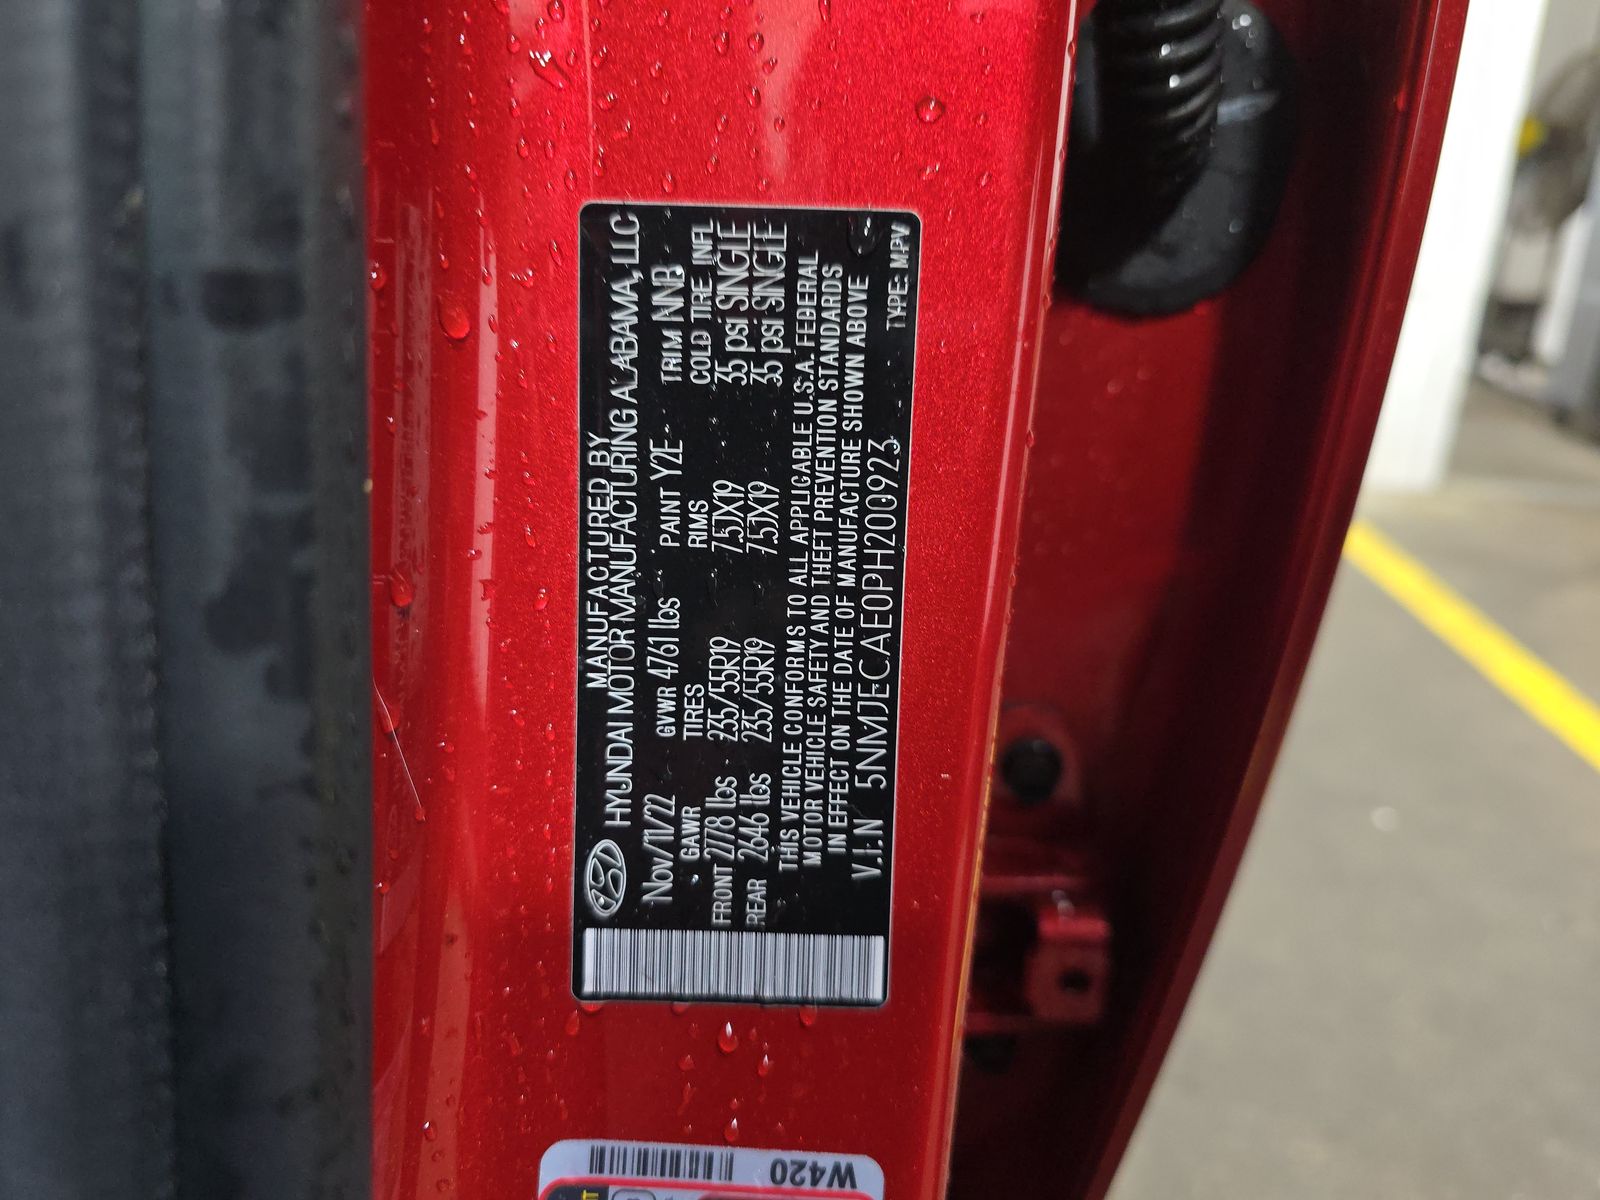 MANUFACTURED BY
HYUNDAI MOTOR MANUFACTURING ALABAMA, LLC
Nov/11/22 GVWR 4761 lbs PAINT Y2E TRIM NNB
GAWR TIRES RIMS COLD TIRE INFL
FRONT 2778 lbs 235/55R19 7.5JX19 35 psi SINGLE
REAR 2646 lbs 235/55R19 7.5JX19 35 psi SINGLE
THIS VEHICLE CONFORMS TO ALL APPLICABLE U.S.A. FEDERAL
MOTOR VEHICLE SAFETY AND THEFT PREVENTION STANDARDS
IN EFFECT ON THE DATE OF MANUFACTURE SHOWN ABOVE
V.I.N 5NMJECAE0PH200923 TYPE: MPV
W420